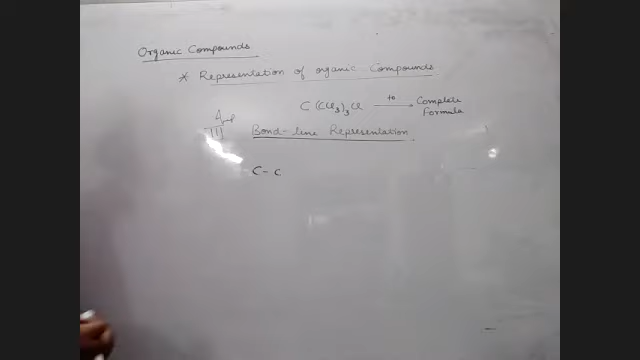 Organic Compounds
* Representation of organic Compounds
C (CH3)3 Cl to → Complete Formula
Bond-line Representation
C - C